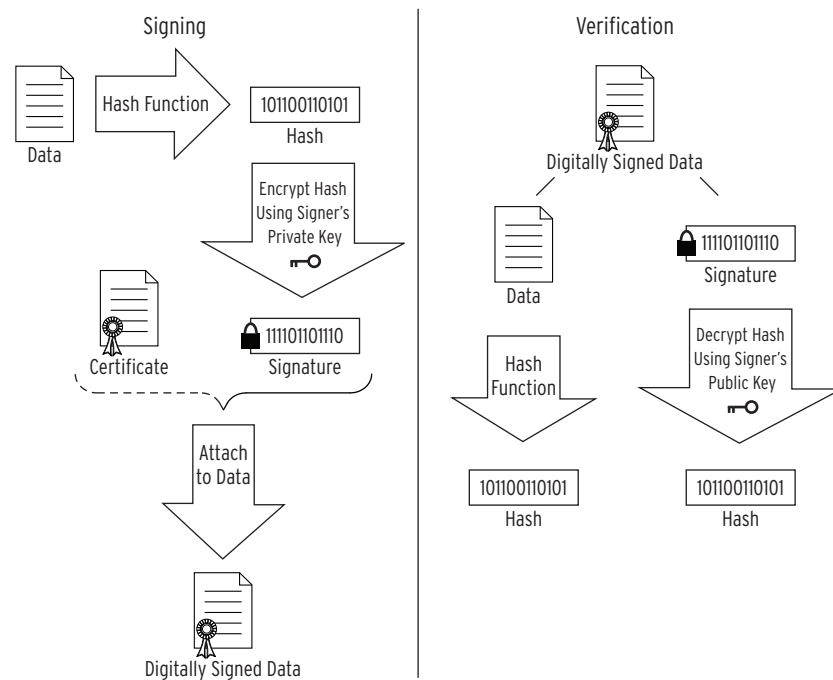 Signing
Data
Hash Function
101100110101
Hash
Encrypt Hash
Using Signer's
Private Key
Certificate
111101101110
Signature
Attach
to Data
Digitally Signed Data
Verification
Digitally Signed Data
Data
111101101110
Signature
Hash
Function
Decrypt Hash
Using Signer's
Public Key
101100110101
Hash
101100110101
Hash